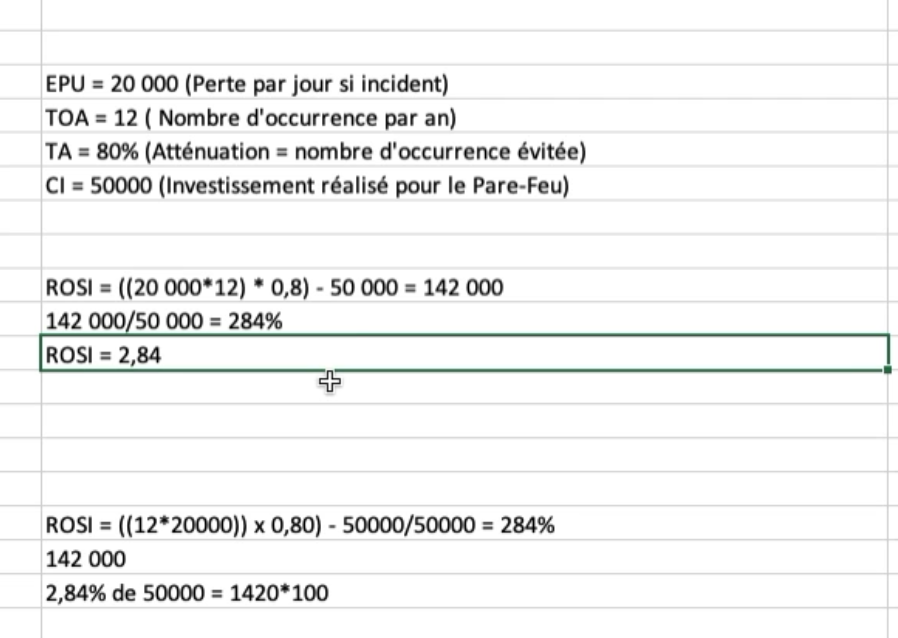 EPU = 20 000 (Perte par jour si incident)
TOA = 12 ( Nombre d'occurrence par an)
TA = 80% (Atténuation = nombre d'occurrence évitée)
CI = 50000 (Investissement réalisé pour le Pare-Feu)
ROSI = ((20 000*12) * 0,8) - 50 000 = 142 000
142 000/50 000 = 284%
ROSI = 2,84
ROSI = ((12*20000)) x 0,80) - 50000/50000 = 284%
142 000
2,84% de 50000 = 1420*100